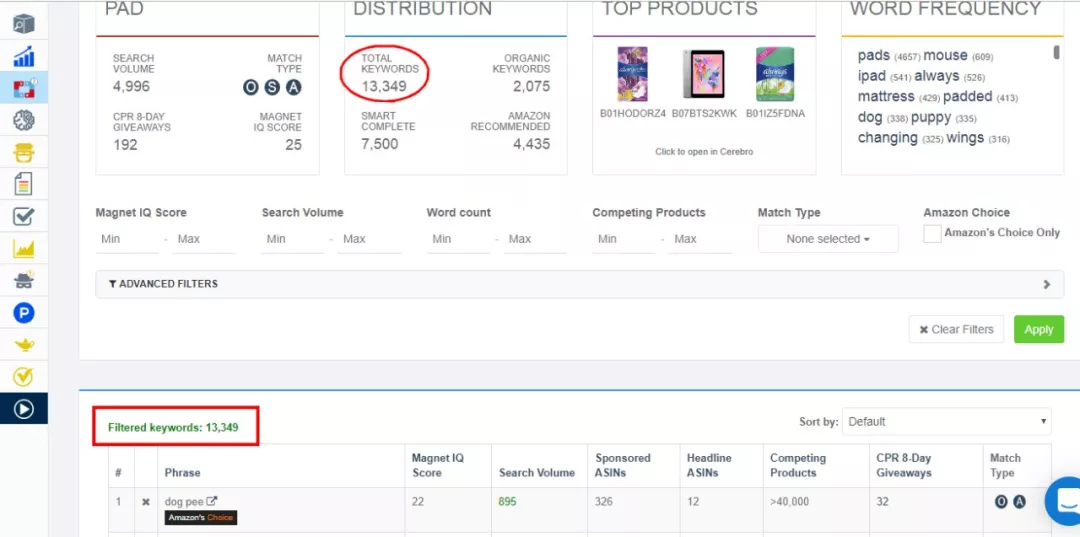 PAD
DISTRIBUTION
TOP PRODUCTS
WORD FREQUENCY
SEARCH VOLUME
4,996
MATCH TYPE
O S A
CPR 8-DAY GIVEAWAYS
192
MAGNET IQ SCORE
25
TOTAL KEYWORDS
13,349
ORGANIC KEYWORDS
2,075
SMART COMPLETE
7,500
AMAZON RECOMMENDED
4,435
always
always
B01HODORZ4 B07BTS2KWK B01IZ5FDNA
Click to open in Cerebro
pads (4657) mouse (609)
ipad (541) always (526)
mattress (429) padded (413)
dog (338) puppy (335)
changing (325) wings (316)
Magnet IQ Score Search Volume Word count Competing Products Match Type Amazon Choice
Min - Max Min - Max Min - Max Min - Max None selected Amazon's Choice Only
ADVANCED FILTERS
Clear Filters Apply
P
Filtered keywords: 13,349
Sort by: Default
# Phrase Magnet IQ Score Search Volume Sponsored ASINs Headline ASINs Competing Products CPR 8-Day Giveaways Match Type
1 dog pee 22 895 326 12 >40,000 32 O A
Amazon's Choice